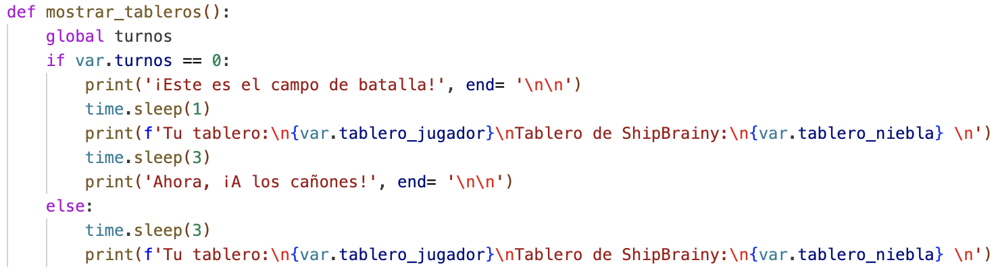 def mostrar_tableros():
    global turnos
    if var.turnos == 0:
        print('¡Este es el campo de batalla!', end= '\n\n')
        time.sleep(1)
        print(f'Tu tablero:\n{var.tablero_jugador}\nTablero de ShipBrainy:\n{var.tablero_niebla} \n')
        time.sleep(3)
        print('Ahora, ¡A los cañones!', end= '\n\n')
    else:
        time.sleep(3)
        print(f'Tu tablero:\n{var.tablero_jugador}\nTablero de ShipBrainy:\n{var.tablero_niebla} \n')